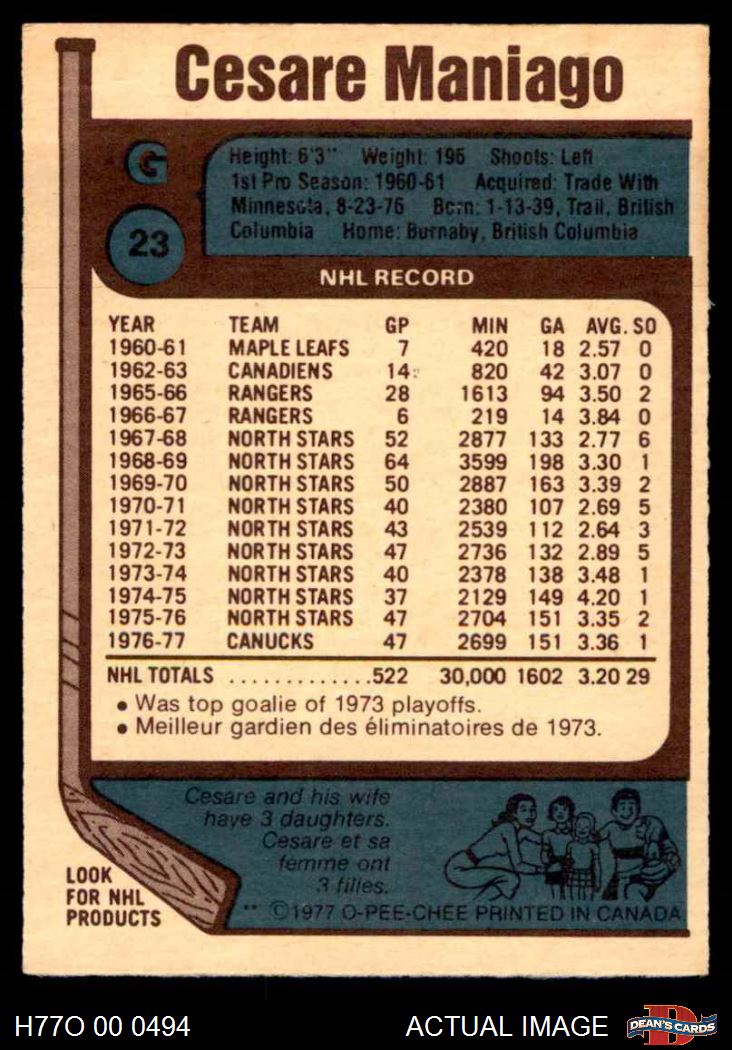 Cesare Maniago
G
Height: 6'3" Weight: 195 Shoots: Left
1st Pro Season: 1960-61 Acquired: Trade With
Minnesota, 8-23-76 Born: 1-13-39, Trail, British
Columbia Home: Burnaby, British Columbia
23
NHL RECORD
YEAR TEAM GP MIN GA AVG. SO
1960-61 MAPLE LEAFS 7 420 18 2.57 0
1962-63 CANADIENS 14 820 42 3.07 0
1965-66 RANGERS 28 1613 94 3.50 2
1966-67 RANGERS 6 219 14 3.84 0
1967-68 NORTH STARS 52 2877 133 2.77 6
1968-69 NORTH STARS 64 3599 198 3.30 1
1969-70 NORTH STARS 50 2887 163 3.39 2
1970-71 NORTH STARS 40 2380 107 2.69 5
1971-72 NORTH STARS 43 2539 112 2.64 3
1972-73 NORTH STARS 47 2736 132 2.89 5
1973-74 NORTH STARS 40 2378 138 3.48 1
1974-75 NORTH STARS 37 2129 149 4.20 1
1975-76 NORTH STARS 47 2704 151 3.35 2
1976-77 CANUCKS 47 2699 151 3.36 1
NHL TOTALS .............522 30,000 1602 3.20 29
• Was top goalie of 1973 playoffs.
• Meilleur gardien des éliminatoires de 1973.
Cesare and his wife
have 3 daughters.
Cesare et sa
femme ont
3 filles.
LOOK
FOR NHL
PRODUCTS
** ©1977 O-PEE-CHEE PRINTED IN CANADA
H77O 00 0494 ACTUAL IMAGE
D
DEAN'S CARDS